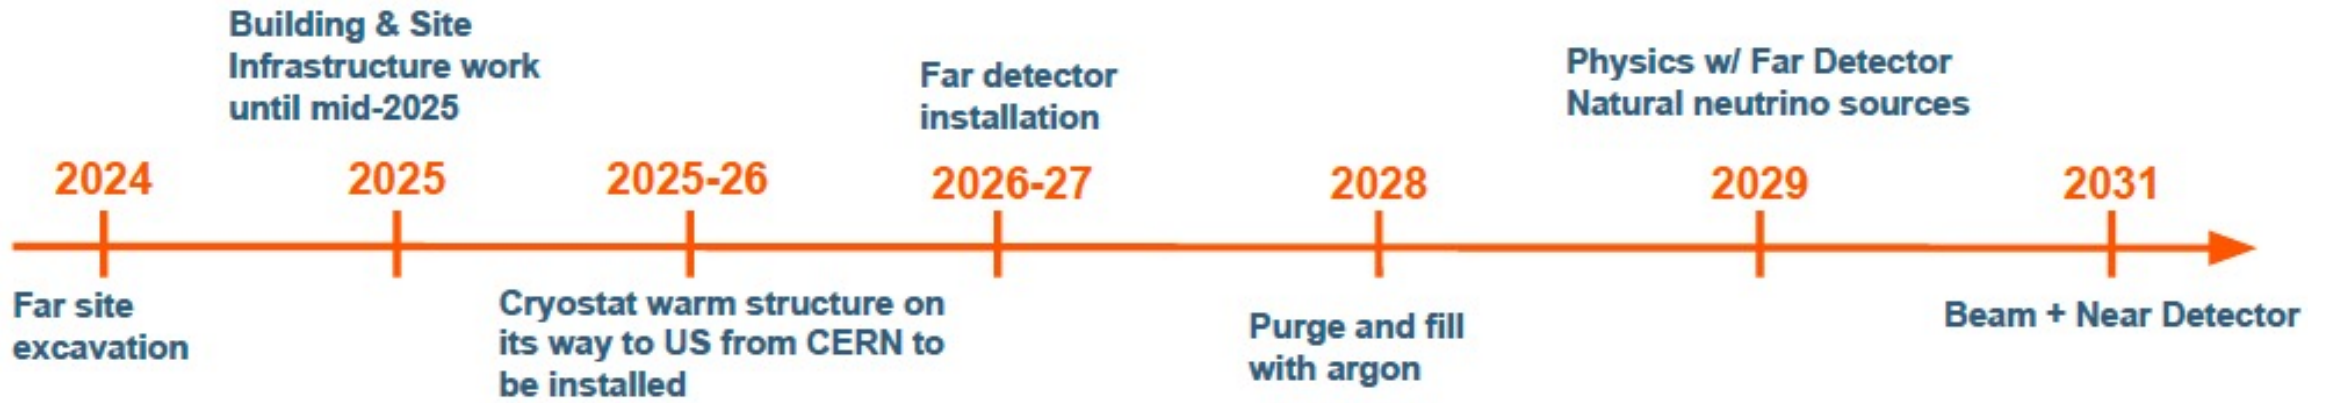 Building & Site
Infrastructure work
until mid-2025
Far detector
installation
Physics w/ Far Detector
Natural neutrino sources
2024
2025
2025-26
2026-27
2028
2029
2031
Far site
excavation
Cryostat warm structure on
its way to US from CERN to
be installed
Purge and fill
with argon
Beam + Near Detector